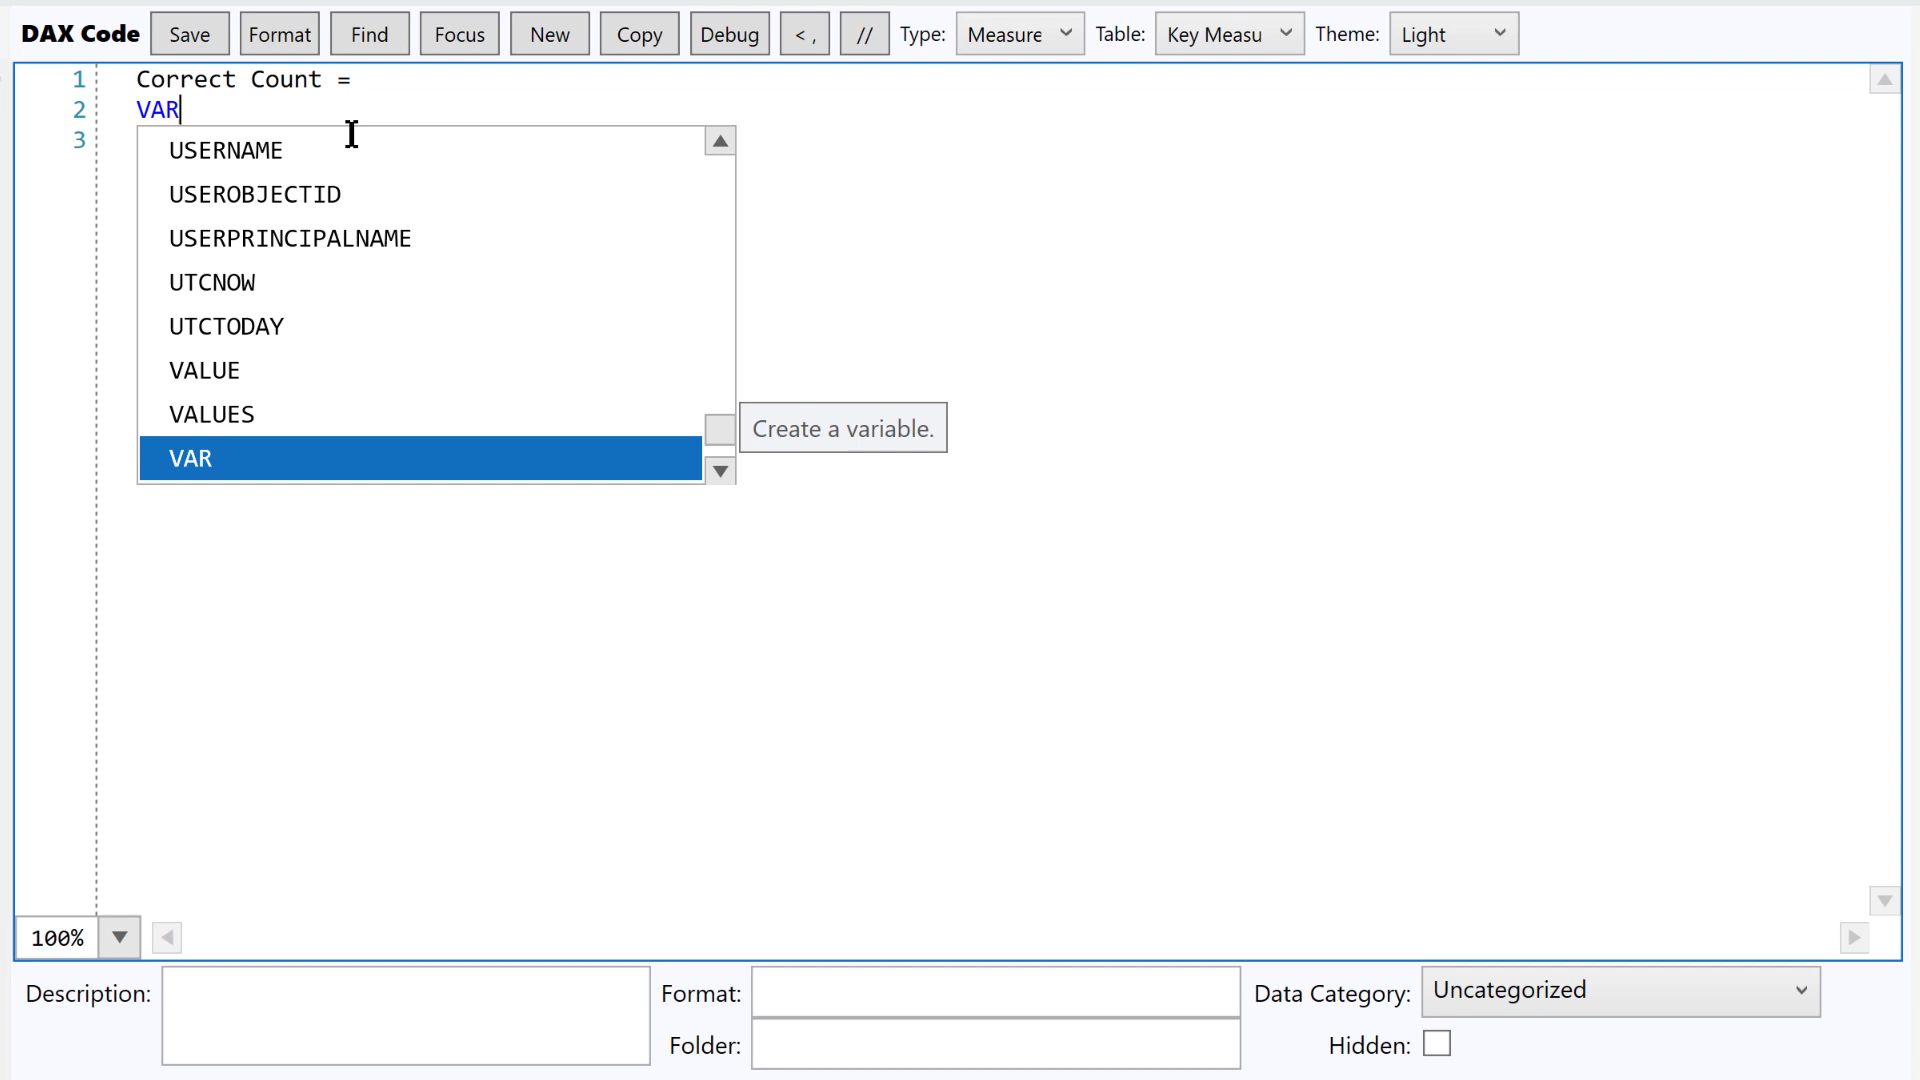 DAX Code Save Format Find Focus New Copy Debug < , // Type: Measure Table: Key Measu Theme: Light
1 Correct Count =
2 VAR
3
USERNAME
USEROBJECTID
USERPRINCIPALNAME
UTCNOW
UTCTODAY
VALUE
VALUES
Create a variable.
VAR
100%
Description: Format: Data Category: Uncategorized
Folder: Hidden: